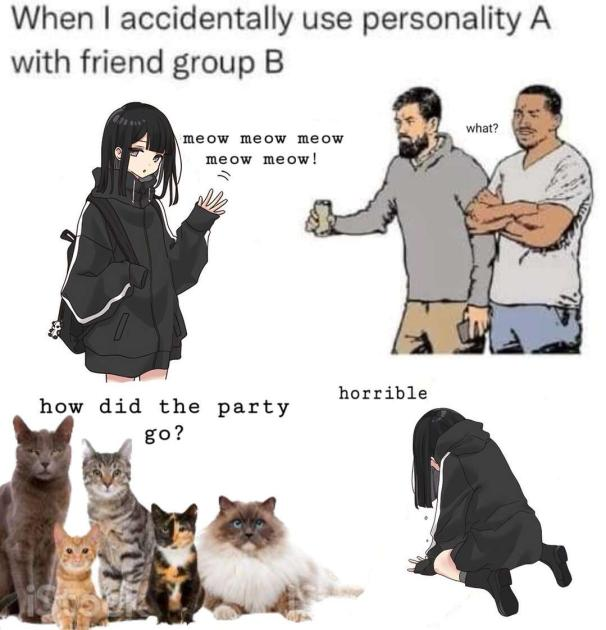 When I accidentally use personality A
with friend group B
meow meow meow
meow meow!
what?
how did the party
go?
horrible
iStock